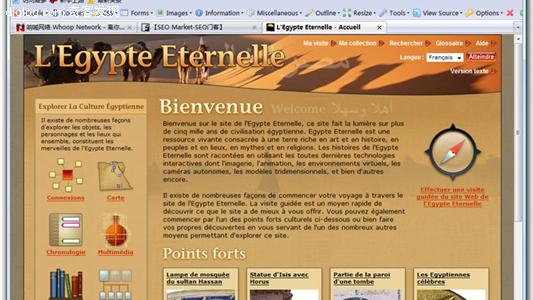 Forms Images Information Miscellaneous Outline Resize Tools View Source Options
呐喊网络 Whoop Network - 【SEO Market-SEO门客】 L'Égypte Eternelle - Accueil
L'Egypte Eternelle
Ma visite Ma collection Rechercher Glossaire Aide
Langue : Français Atteindre
Version texte
Explorer La Culture Égyptienne
Il existe de nombreuses façons
d'explorer les objets, les
personnages et les lieux qui,
ensemble, constituent les
merveilles de l'Egypte Eternelle.
Connexions Carte
Chronologie Multimédia
Bienvenue Welcome أهلا وسهلا
Bienvenue sur le site de l'Egypte Eternelle, ce site fait la lumière sur plus
de cinq mille ans de civilisation égyptienne. Egypte Eternelle est une
ressource vivante consacrée à une terre riche en art et en histoire, en
peuples et en lieux, en mythes et en religions. Les histoires de l'Egypte
Eternelle sont racontées en utilisant les toutes dernières technologies
interactives dont l'imagerie, l'animation, les environnements virtuels, les
caméras autonomes, les modèles tridimensionnels, et bien d'autres
encore.
Il existe de nombreuses façons de commencer votre voyage à travers le
site de l'Egypte Eternelle. La visite guidée est un moyen rapide de
découvrir ce que le site a de mieux à vous offrir. Vous pouvez également
commencer par l'un des points forts culturels ci-dessous ou bien faire
vos propres découvertes en vous servant de l'un des nombreux autres
moyens permettant d'explorer ce site.
Effectuer une visite
guidée du site Web de
l'Egypte Eternelle
Points forts
Lampe de mosquée
du sultan Hassan
Statue d'Isis avec
Horus
Partie de la paroi
d'une tombe
Les Egyptiennes
célèbres